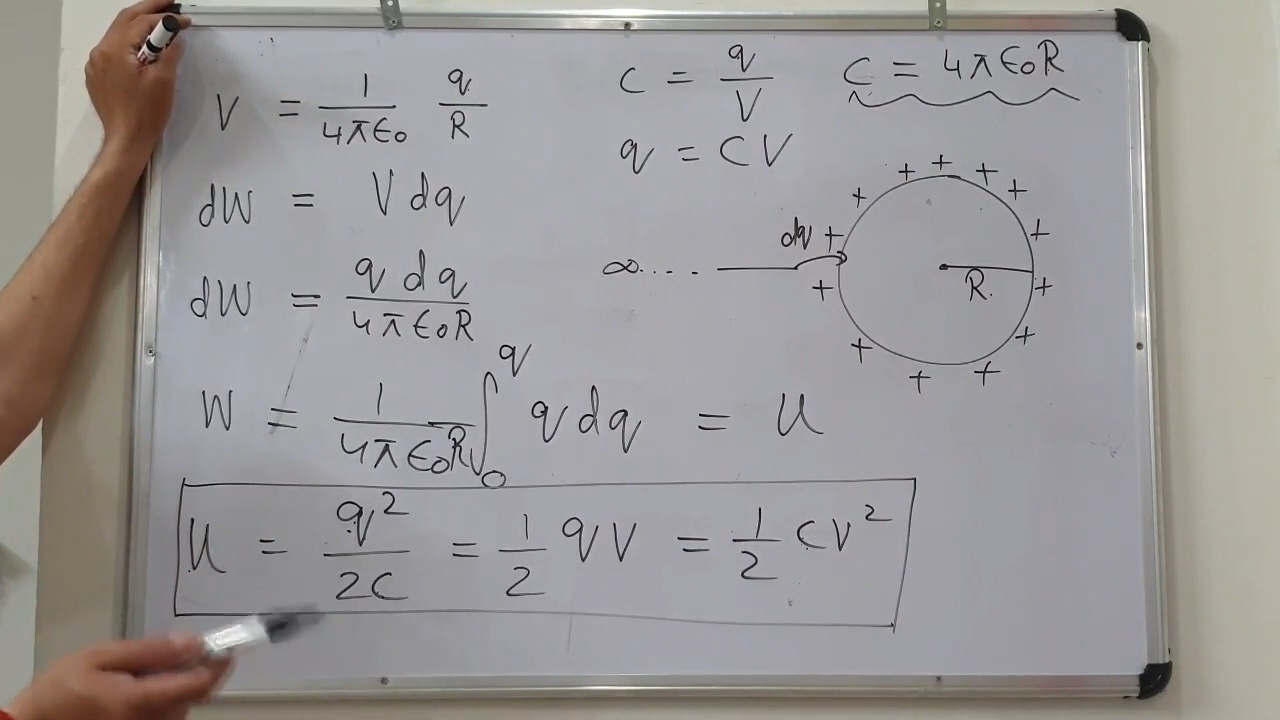 V = 1/4πϵ₀ q/R
dW = V dq
dW = q dq/4πϵ₀R
W = 1/4πϵ₀R ∫₀^q q dq = U
U = q²/2C = 1/2 qV = 1/2 CV²
C = q/V
q = CV
C = 4πϵ₀R
+ + + + + + + + + + + + + +
dq
∞....
R.